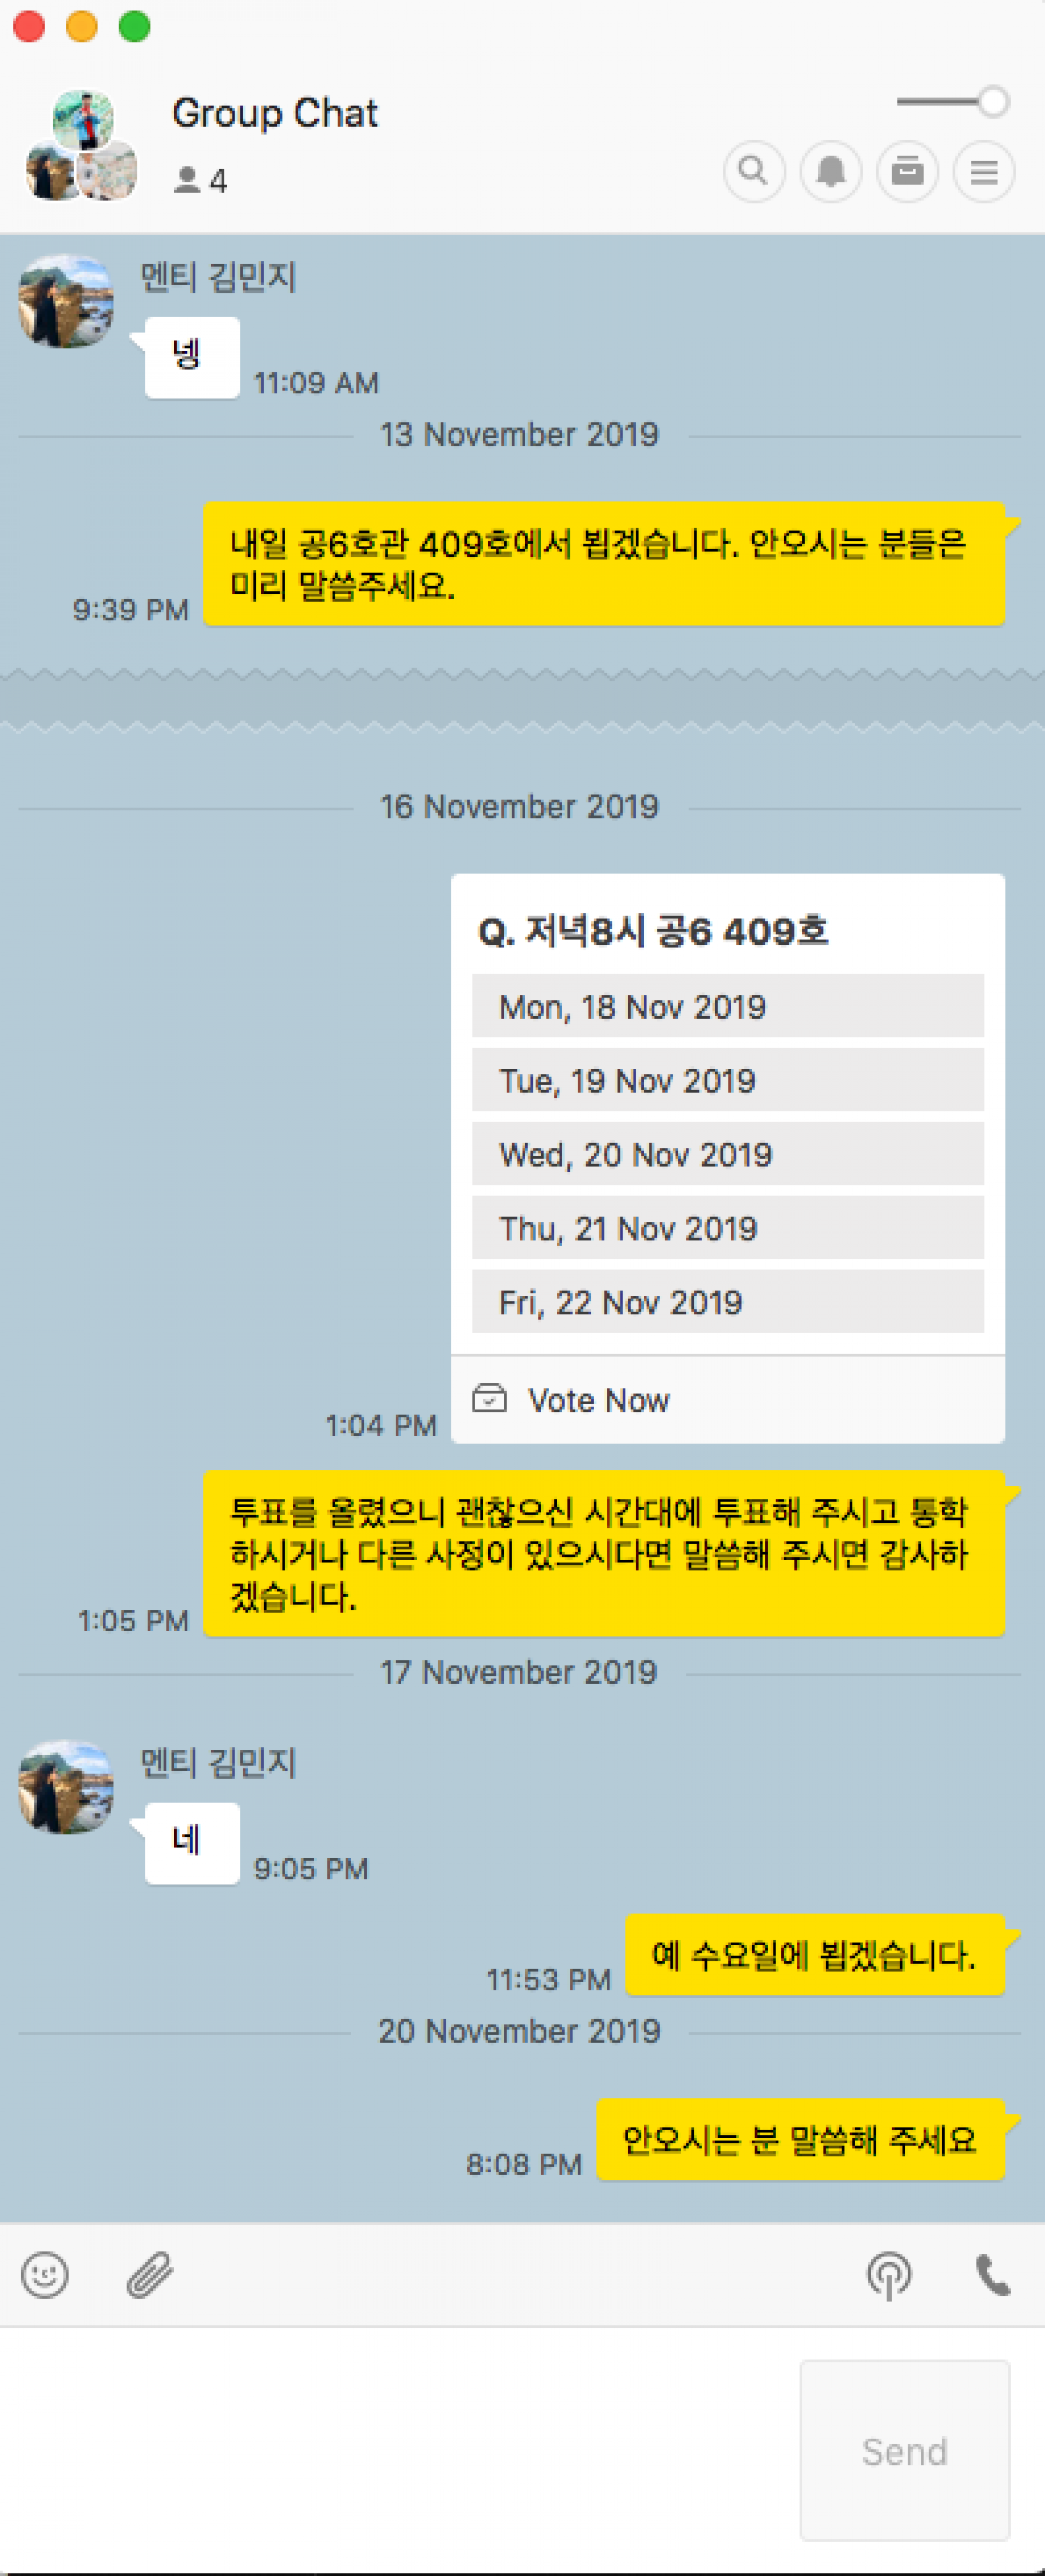 Group Chat
4
멘티 김민지
넹
11:09 AM
13 November 2019
내일 공6호관 409호에서 뵙겠습니다. 안오시는 분들은
미리 말씀주세요.
9:39 PM
16 November 2019
Q. 저녁8시 공6 409호
Mon, 18 Nov 2019
Tue, 19 Nov 2019
Wed, 20 Nov 2019
Thu, 21 Nov 2019
Fri, 22 Nov 2019
Vote Now
1:04 PM
투표를 올렸으니 괜찮으신 시간대에 투표해 주시고 통학
하시거나 다른 사정이 있으시다면 말씀해 주시면 감사하
겠습니다.
1:05 PM
17 November 2019
멘티 김민지
네
9:05 PM
예 수요일에 뵙겠습니다.
11:53 PM
20 November 2019
안오시는 분 말씀해 주세요
8:08 PM
Send